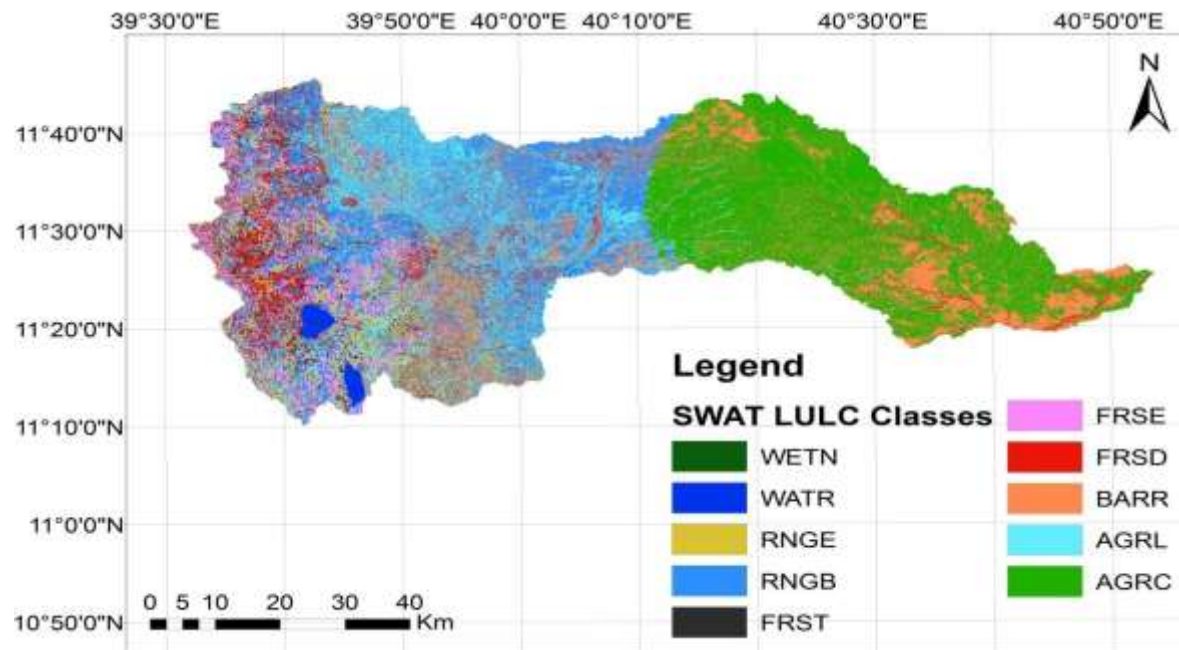 39°30'0"E 39°50'0"E 40°0'0"E 40°10'0"E 40°30'0"E 40°50'0"E
N
11°40'0"N
11°30'0"N
11°20'0"N
11°10'0"N
11°0'0"N
10°50'0"N
Legend
SWAT LULC Classes
WETN
WATR
RNGE
RNGB
FRST
FRSE
FRSD
BARR
AGRL
AGRC
0 5 10 20 30 40
Km